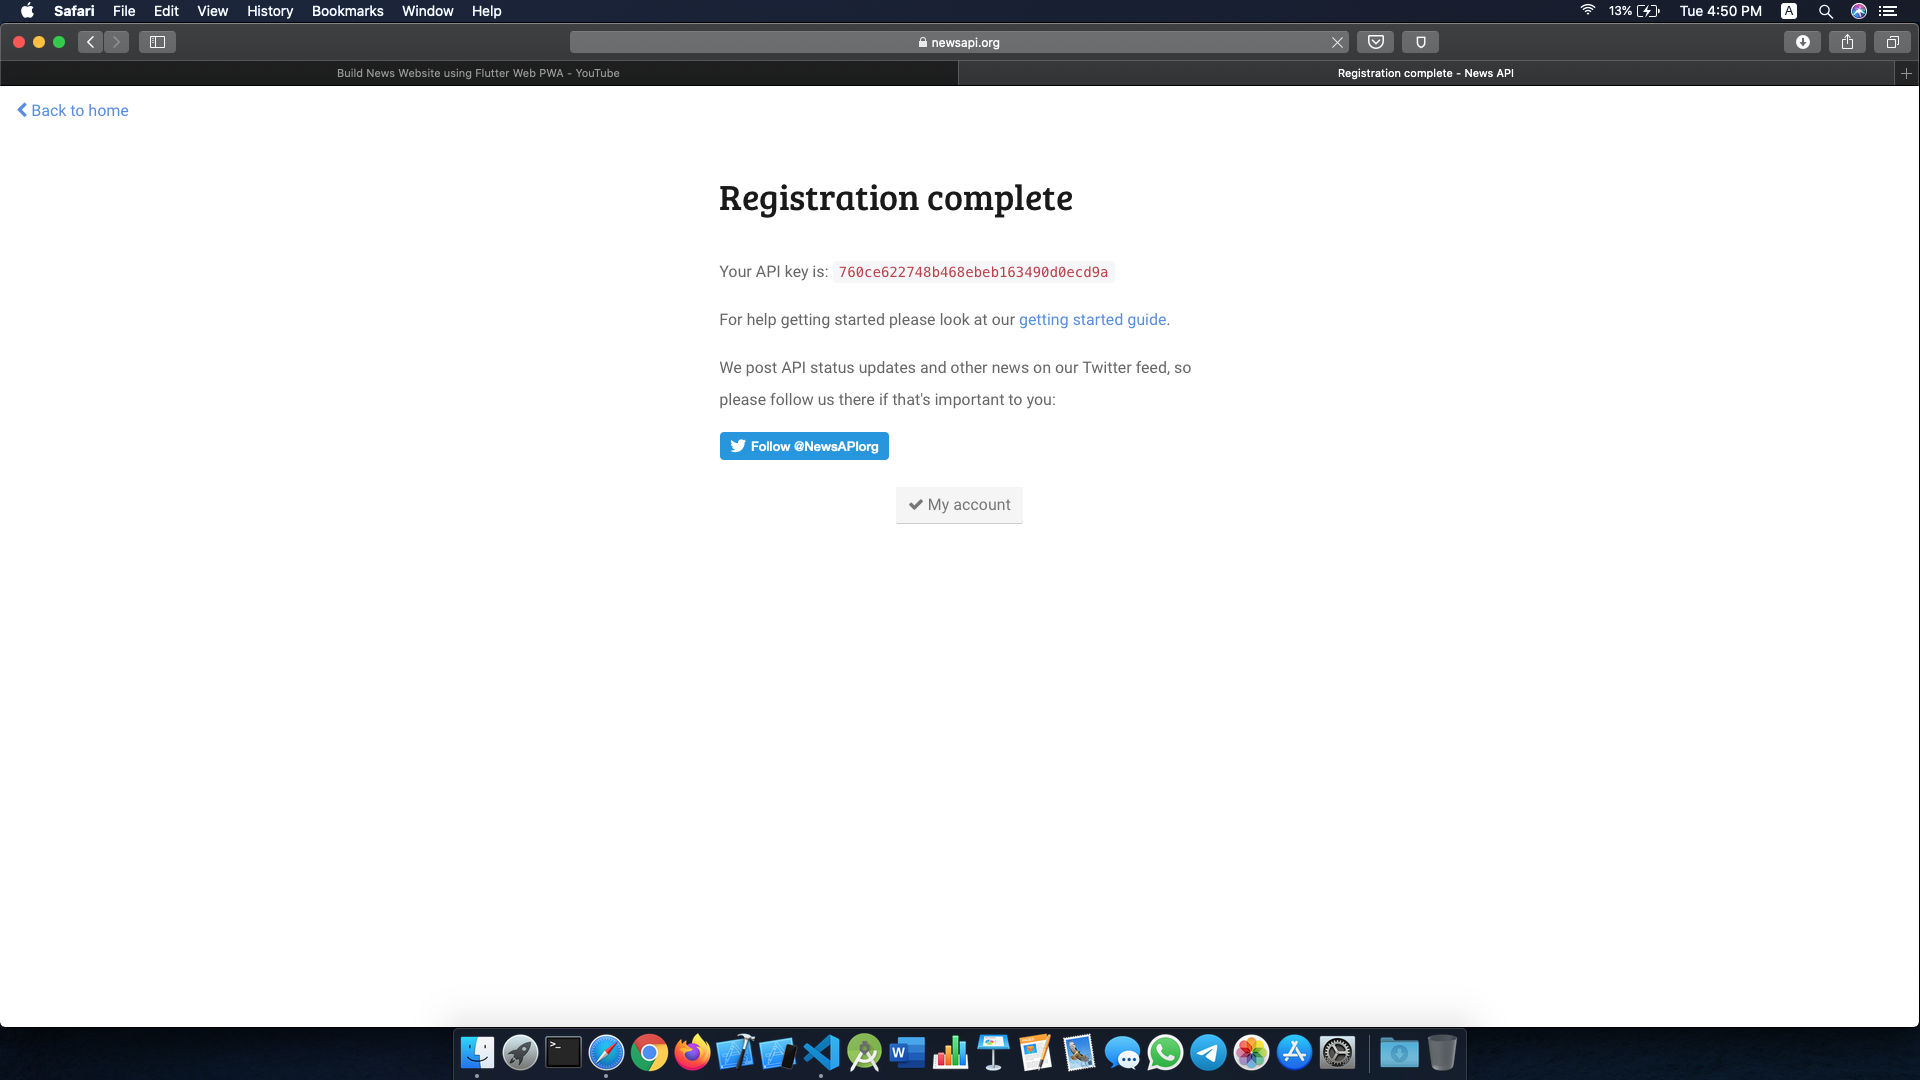 Safari File Edit View History Bookmarks Window Help 13% Tue 4:50 PM A
newsapi.org
Build News Website using Flutter Web PWA - YouTube
Registration complete - News API
Back to home
Registration complete
Your API key is: 760ce622748b468ebeb163490d0ecd9a
For help getting started please look at our getting started guide.
We post API status updates and other news on our Twitter feed, so
please follow us there if that's important to you:
Follow @NewsAPIorg
My account